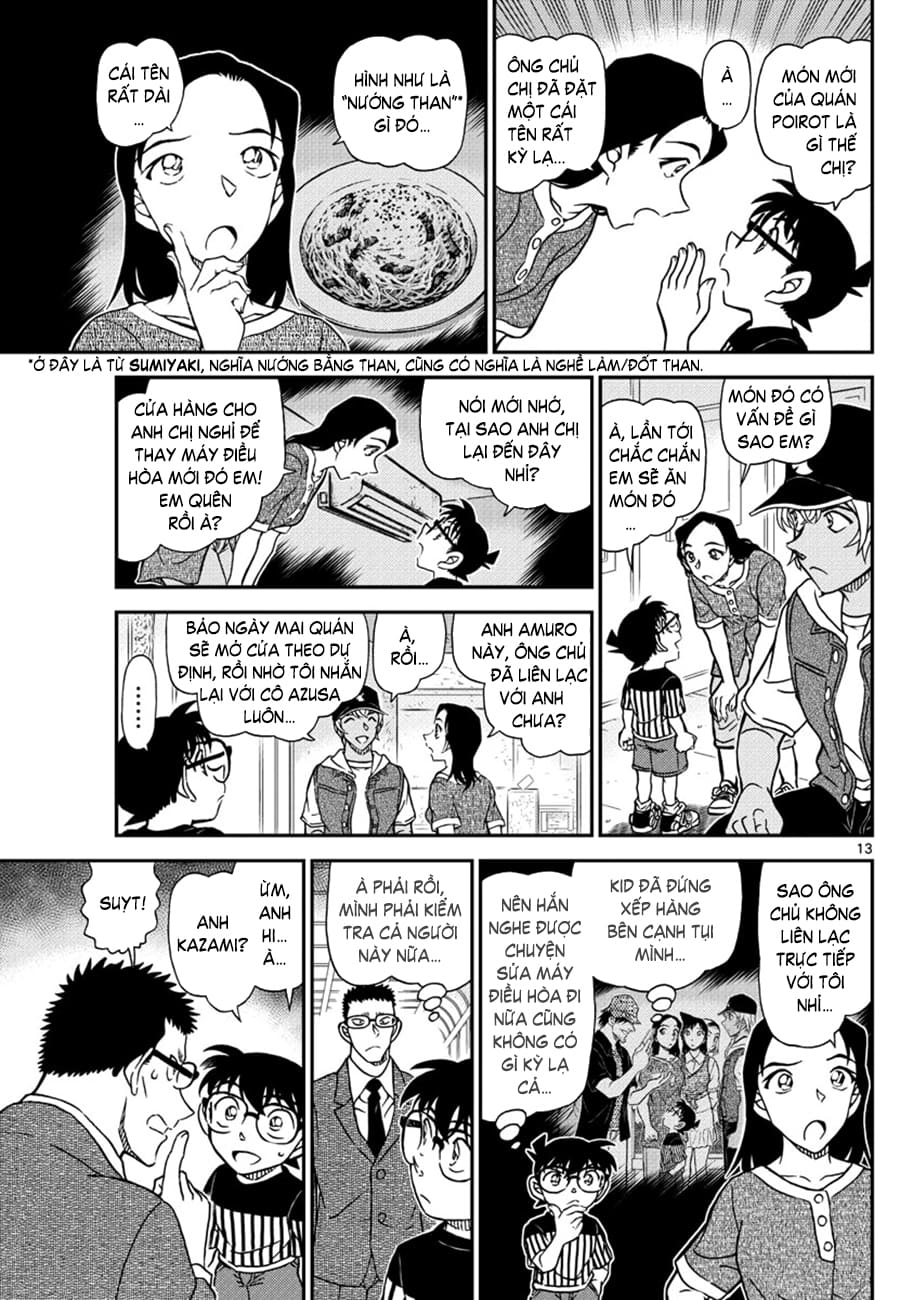 MÓN MỚI
CỦA QUÁN
POIROT LÀ
GÌ THẾ
CHỊ?
À
...
ÔNG CHỦ
CHỊ ĐÃ ĐẶT
MỘT CÁI
TÊN RẤT
KỲ LẠ...
HÌNH NHƯ LÀ
“NƯỚNG THAN”*
GÌ ĐÓ...
CÁI TÊN
RẤT DÀI
...
*Ở ĐÂY LÀ TỪ SUMIYAKI, NGHĨA NƯỚNG BẰNG THAN, CŨNG CÓ NGHĨA LÀ NGHỀ LÀM/ĐỐT THAN.
MÓN ĐÓ CÓ
VẤN ĐỀ GÌ
SAO EM?
À, LẦN TỚI
CHẮC CHẮN
EM SẼ ĂN
MÓN ĐÓ
...
NÓI MỚI NHỚ,
TẠI SAO ANH CHỊ
LẠI ĐẾN ĐÂY
NHỈ?
CỬA HÀNG CHO
ANH CHỊ NGHỈ ĐỂ
THAY MÁY ĐIỀU
HÒA MỚI ĐÓ EM!
EM QUÊN
RỒI À?
ANH AMURO
NÀY, ÔNG CHỦ
ĐÃ LIÊN LẠC
VỚI ANH
CHƯA?
À,
RỒI...
BẢO NGÀY MAI QUÁN
SẼ MỞ CỬA THEO DỰ
ĐỊNH, RỒI NHỜ TÔI NHẮN
LẠI VỚI CÔ AZUSA
LUÔN...
......
13
SAO ÔNG
CHỦ KHÔNG
LIÊN LẠC
TRỰC TIẾP
VỚI TÔI
NHỈ...
KID ĐÃ ĐỨNG
XẾP HÀNG
BÊN CẠNH TỤI
MÌNH...
NÊN HẮN
NGHE ĐƯỢC
CHUYỆN
SỬA MÁY
ĐIỀU HÒA ĐI
NỮA CŨNG
KHÔNG CÓ
GÌ KỲ LẠ
CẢ...
À PHẢI RỒI,
MÌNH PHẢI KIỂM
TRA CẢ NGƯỜI
NÀY NỮA...
ỪM,
ANH
HI...
À...
ANH
KAZAMI?
SUỴT!